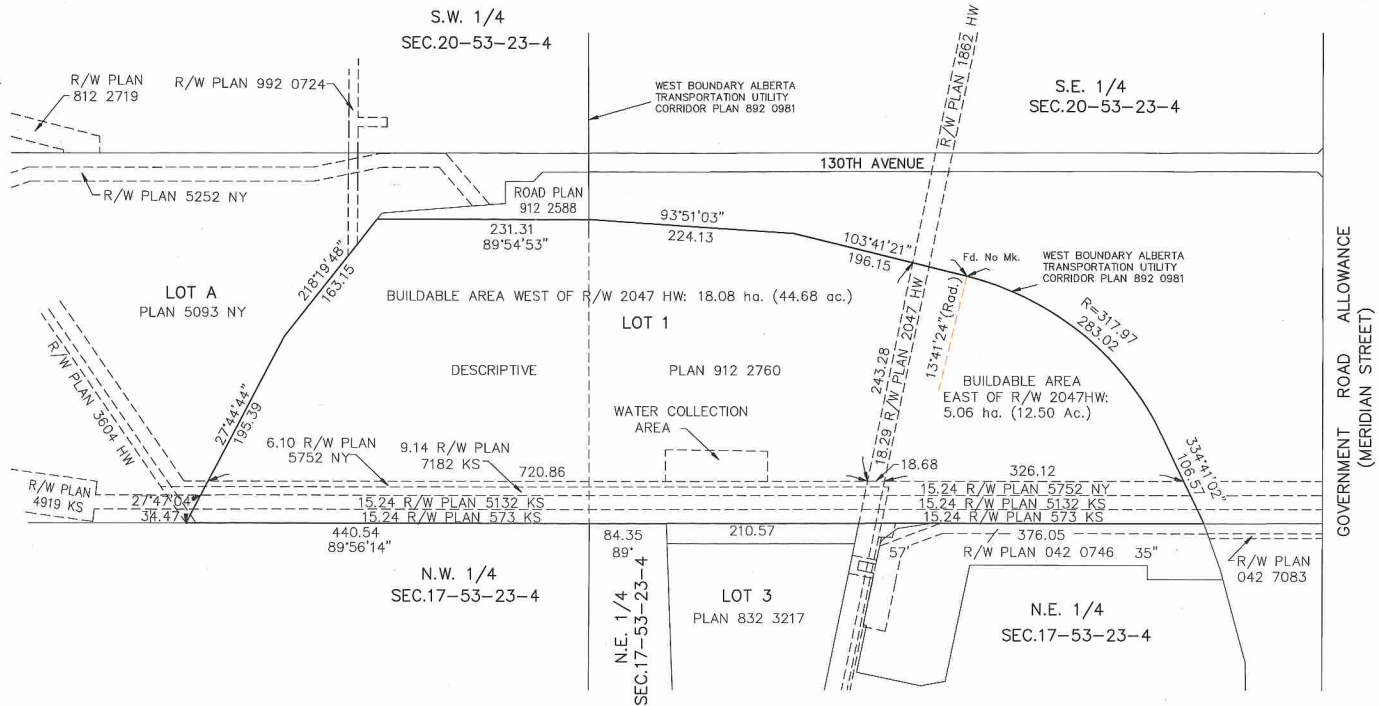 S.W. 1/4
SEC.20-53-23-4
R/W PLAN
812 2719
R/W PLAN 992 0724
WEST BOUNDARY ALBERTA
TRANSPORTATION UTILITY
CORRIDOR PLAN 892 0981
R/W PLAN 1862 HW
S.E. 1/4
SEC.20-53-23-4
130TH AVENUE
R/W PLAN 5252 NY
ROAD PLAN
912 2588
231.31
89°54'53"
93°51'03"
224.13
103°41'21"
196.15
Fd. No Mk.
WEST BOUNDARY ALBERTA
TRANSPORTATION UTILITY
CORRIDOR PLAN 892 0981
218°19'48"
163.15
LOT A
PLAN 5093 NY
BUILDABLE AREA WEST OF R/W 2047 HW: 18.08 ha. (44.68 ac.)
LOT 1
13°41'24"(Rad.)
R=317.97
283.02
GOVERNMENT ROAD ALLOWANCE
(MERIDIAN STREET)
R/W PLAN 3604 HW
DESCRIPTIVE
PLAN 912 2760
243.28
18.29 R/W PLAN 2047 HW
BUILDABLE AREA
EAST OF R/W 2047HW:
5.06 ha. (12.50 Ac.)
27°44'44"
195.39
WATER COLLECTION
AREA
6.10 R/W PLAN
5752 NY
9.14 R/W PLAN
7182 KS
720.86
18.68
326.12
334°41'02"
106.57
R/W PLAN
4919 KS
27°47'04"
34.47
15.24 R/W PLAN 5132 KS
15.24 R/W PLAN 573 KS
15.24 R/W PLAN 5752 NY
15.24 R/W PLAN 5132 KS
15.24 R/W PLAN 573 KS
440.54
89°56'14"
84.35
89°
210.57
57'
376.05
R/W PLAN 042 0746
35"
R/W PLAN
042 7083
N.W. 1/4
SEC.17-53-23-4
N.E. 1/4
SEC.17-53-23-4
LOT 3
PLAN 832 3217
N.E. 1/4
SEC.17-53-23-4